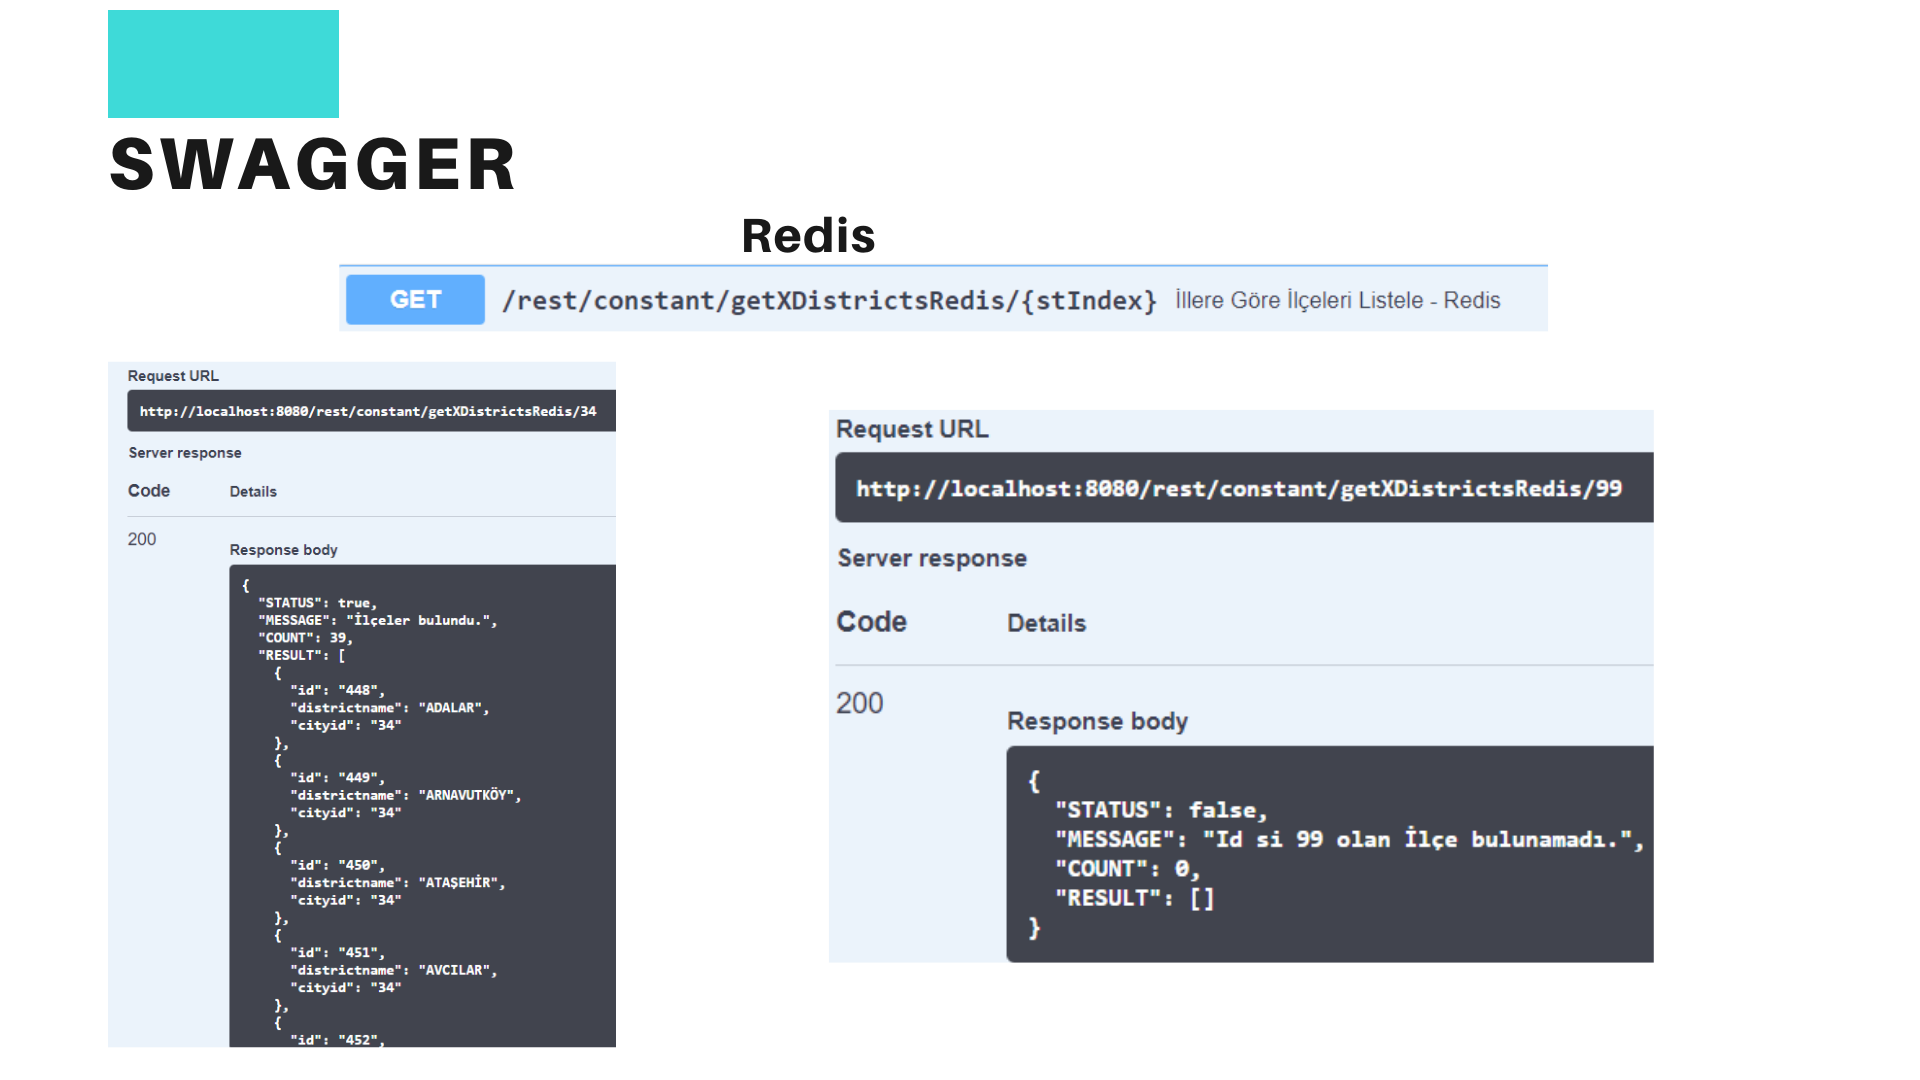 SWAGGER
Redis
GET /rest/constant/getXDistrictsRedis/{stIndex} İllere Göre İlçeleri Listele - Redis
Request URL
http://localhost:8080/rest/constant/getXDistrictsRedis/34
Server response
Code Details
200
Response body
{
"STATUS": true,
"MESSAGE": "İlçeler bulundu.",
"COUNT": 39,
"RESULT": [
{
"id": "448",
"districtname": "ADALAR",
"cityid": "34"
},
{
"id": "449",
"districtname": "ARNAVUTKÖY",
"cityid": "34"
},
{
"id": "450",
"districtname": "ATAŞEHİR",
"cityid": "34"
},
{
"id": "451",
"districtname": "AVCILAR",
"cityid": "34"
},
{
"id": "452",
Request URL
http://localhost:8080/rest/constant/getXDistrictsRedis/99
Server response
Code Details
200
Response body
{
"STATUS": false,
"MESSAGE": "Id si 99 olan İlçe bulunamadı.",
"COUNT": 0,
"RESULT": []
}